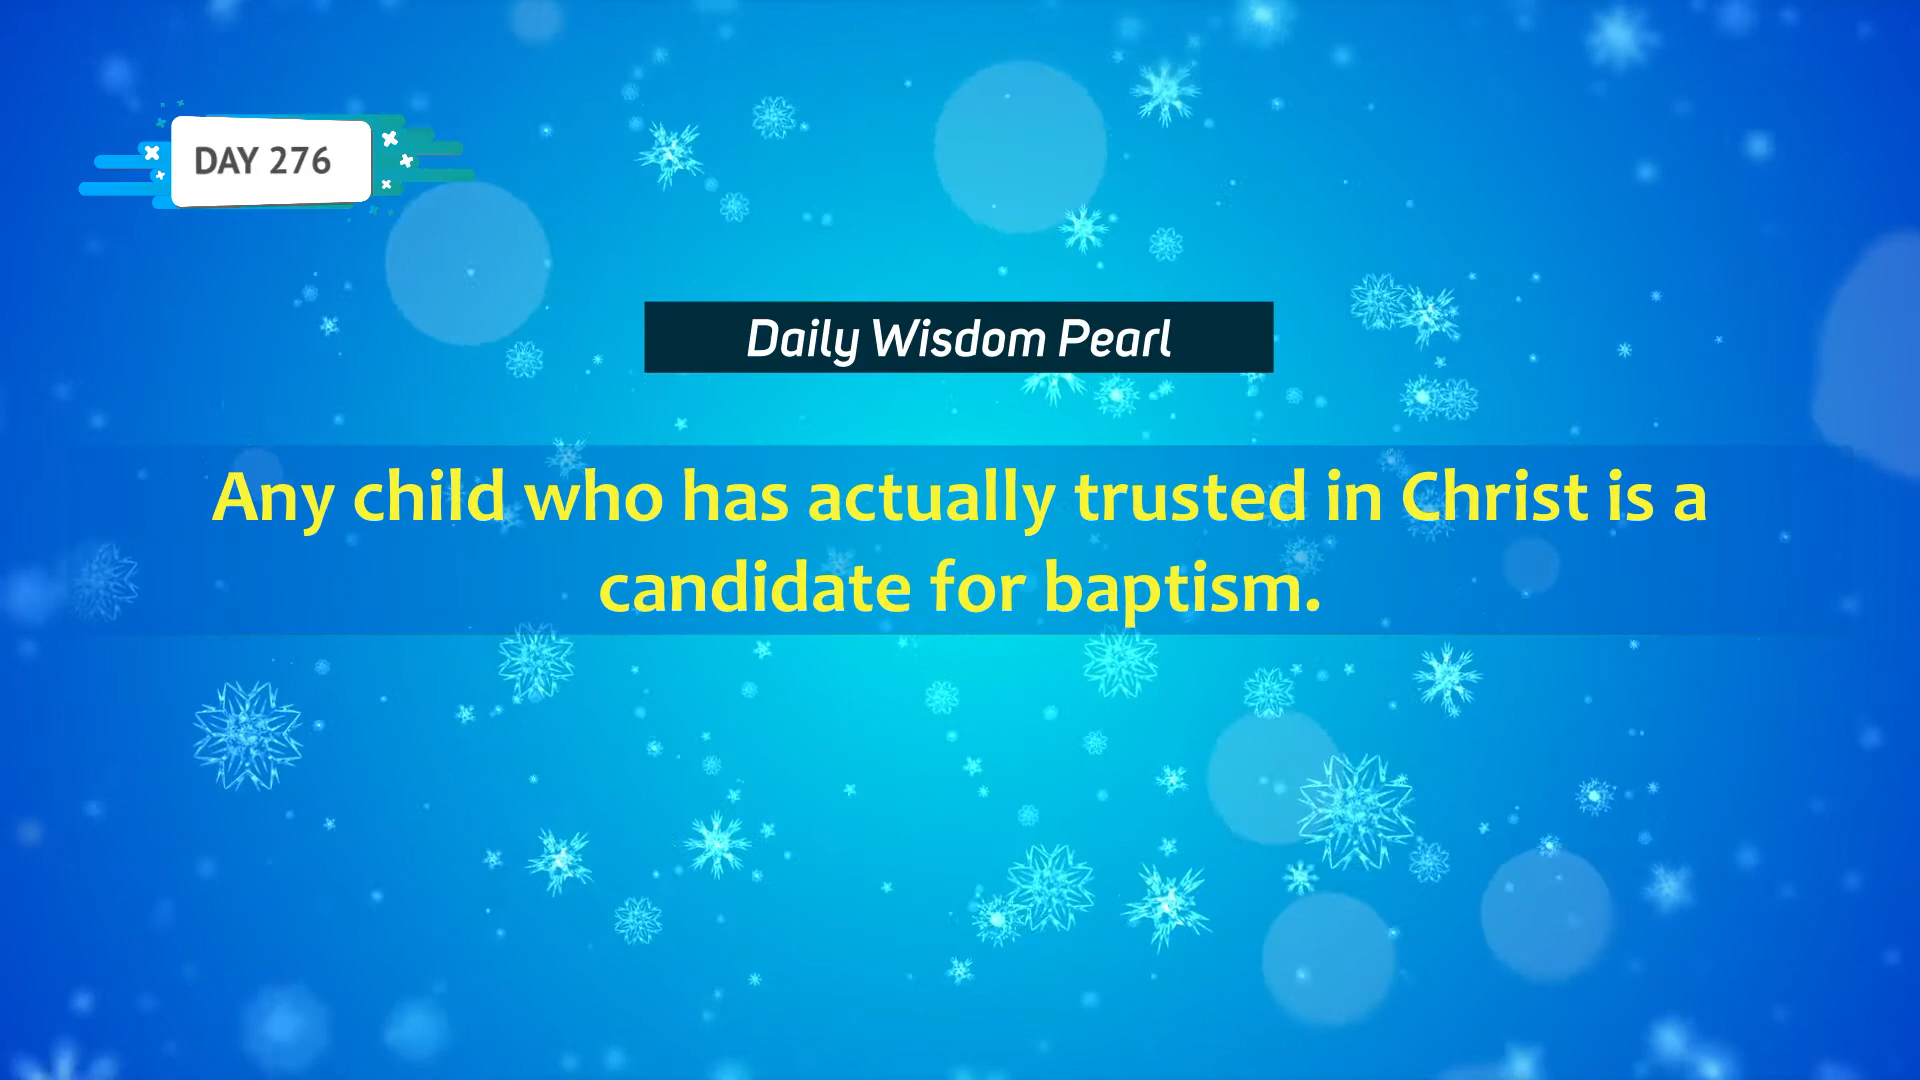 DAY 276
Daily Wisdom Pearl
Any child who has actually trusted in Christ is a
candidate for baptism.